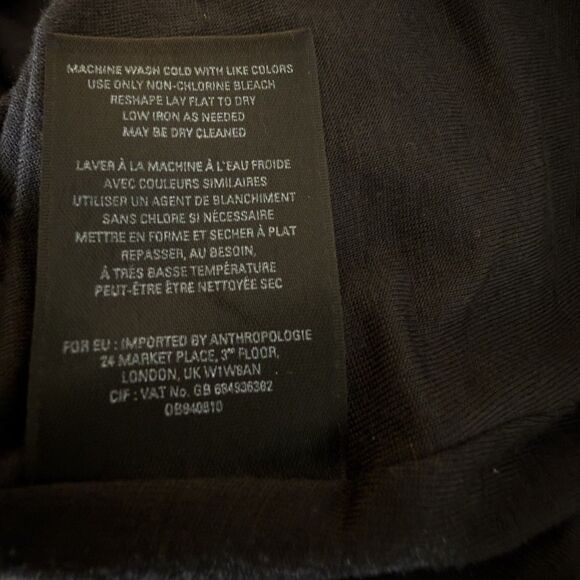 MACHINE WASH COLD WITH LIKE COLORS
USE ONLY NON-CHLORINE BLEACH
RESHAPE LAY FLAT TO DRY
LOW IRON AS NEEDED
MAY BE DRY CLEANED
LAVER À LA MACHINE À L'EAU FROIDE
AVEC COULEURS SIMILAIRES
UTILISER UN AGENT DE BLANCHIMENT
SANS CHLORE SI NÉCESSAIRE
METTRE EN FORME ET SECHER À PLAT
REPASSER, AU BESOIN,
À TRÈS BASSE TEMPÉRATURE
PEUT-ÊTRE ÊTRE NETTOYÉE SEC
FOR EU : IMPORTED BY ANTHROPOLOGIE
24 MARKET PLACE, 3RD FLOOR,
LONDON, UK W1W8AN
CIF : VAT No. GB 684936382
OB940810